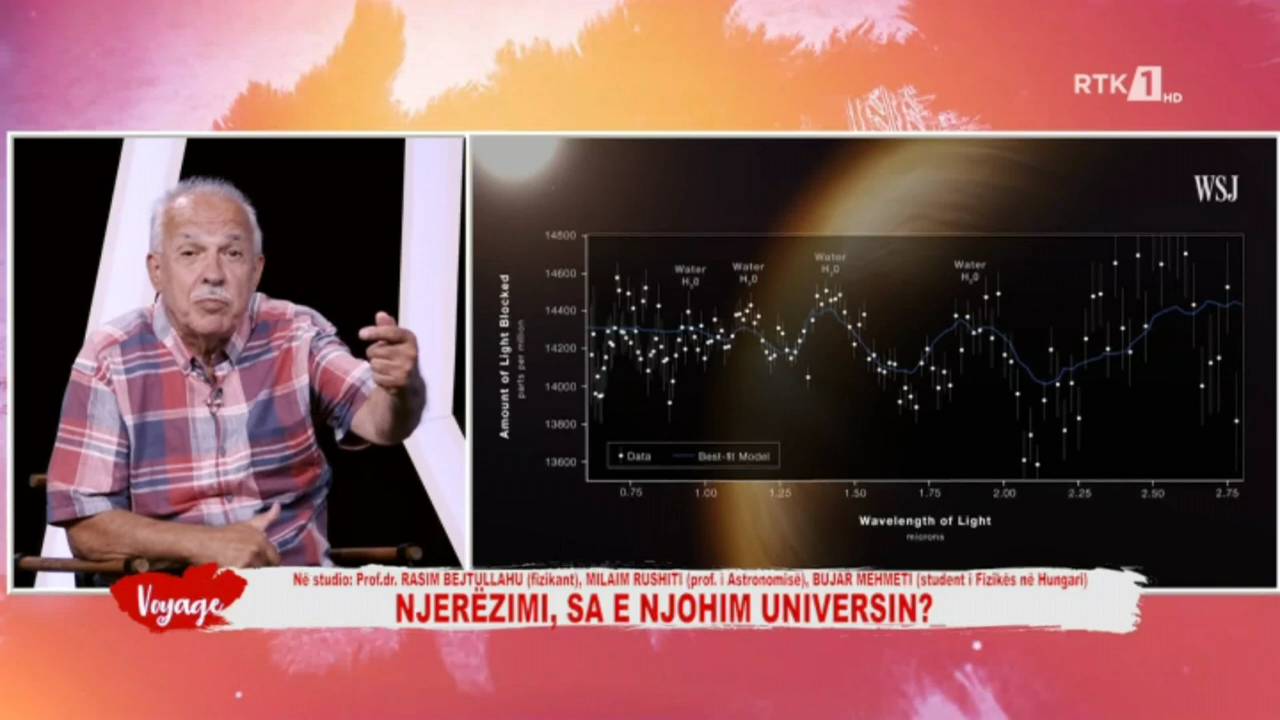 RTK 1 HD
WSJ
Amount of Light Blocked
parts per million
14800
14600
14400
14200
14000
13800
13600
Water
H₂O
Water
H₂O
Water
H₂O
Water
H₂O
Data
Best-fit Model
0.75 1.00 1.25 1.50 1.75 2.00 2.25 2.50 2.75
Wavelength of Light
microns
Në studio: Prof.dr. RASIM BEJTULLAHU (fizikant), MILAIM RUSHITI (prof. i Astronomisë), BUJAR MEHMETI (student i Fizikës në Hungari)
Voyage
NJERËZIMI, SA E NJOHIM UNIVERSIN?